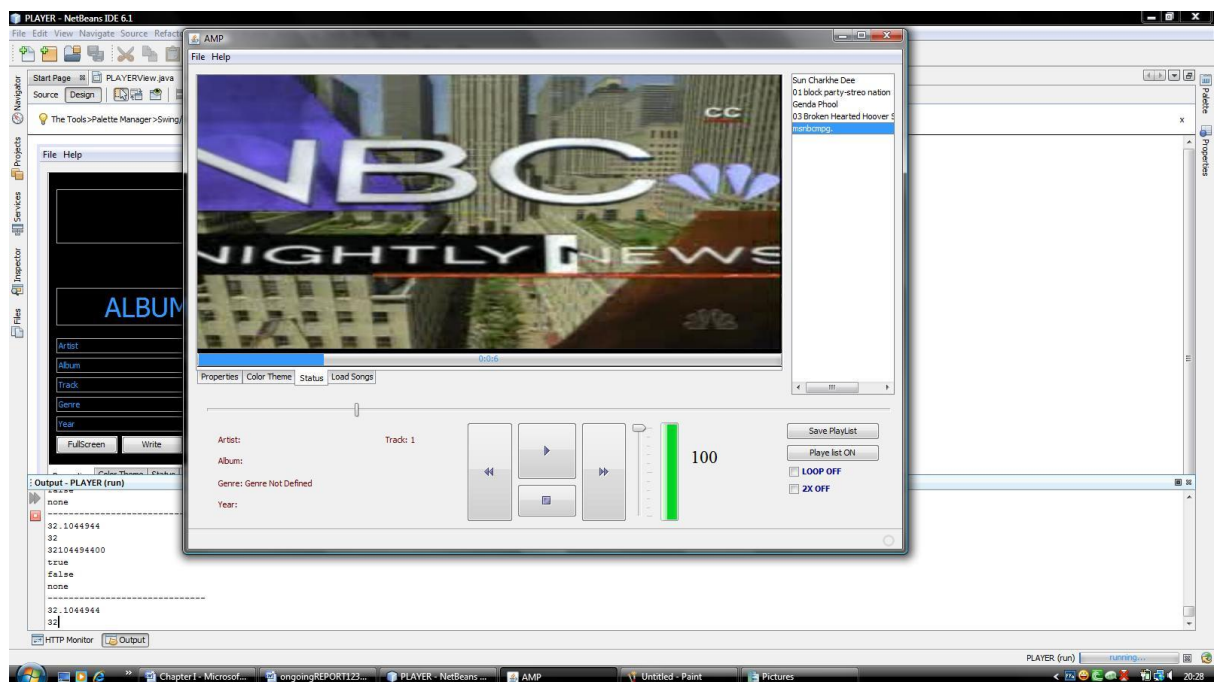 PLAYER - NetBeans IDE 6.1
File Edit View Navigate Source Refact
AMP
File Help
Start Page PLAYERView.java
Source Design
The Tools>Palette Manager>Swing/
Navigator
Projects
Services
Inspector
Files
Palette
Properties
File Help
ALBUM
Artist
Album
Track
Genre
Year
FullScreen Write
CC
NBC
NIGHTLY NEWS
0:0:6
Sun Charkhe Dee
01 block party-streo nation
Genda Phool
03 Broken Hearted Hoover S
msnbcmpg.
Properties Color Theme Status Load Songs
Artist: Track: 1
Album:
Genre: Genre Not Defined
Year:
100
Save PlayList
Playe list ON
LOOP OFF
2X OFF
Output - PLAYER (run)
false
none
------------------------------
32.1044944
32
32104494400
true
false
none
------------------------------
32.1044944
32
HTTP Monitor Output
PLAYER (run) running...
Chapter I - Microsof... ongoingREPORT123... PLAYER - NetBeans ... AMP Untitled - Paint Pictures 20:28